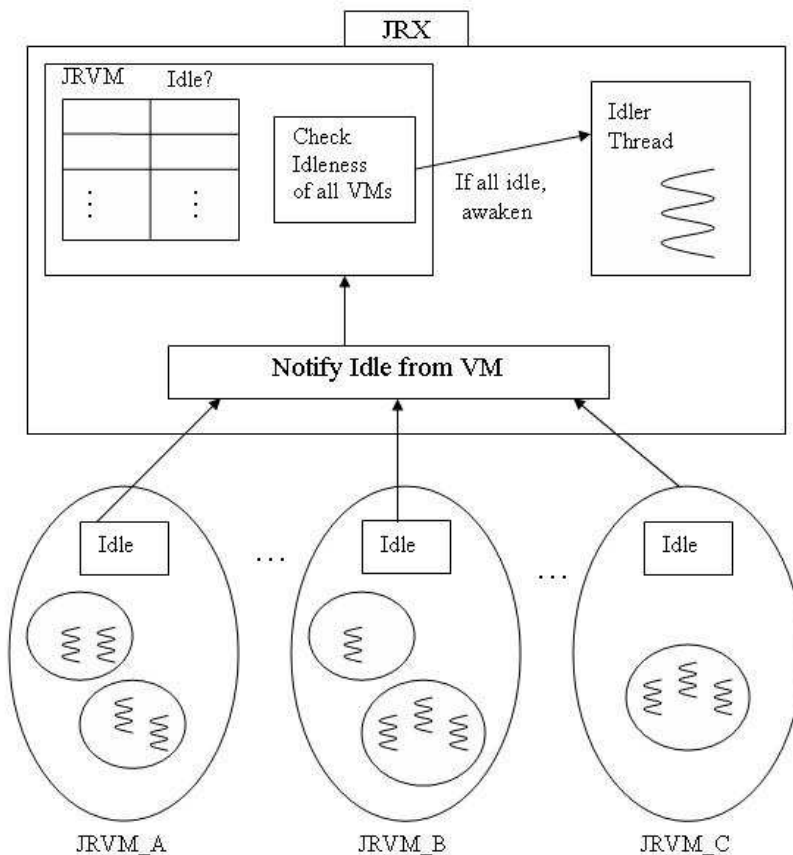 JRX
JRVM Idle?
Check
Idleness
of all VMs
If all idle,
awaken
Idler
Thread
Notify Idle from VM
Idle
Idle
Idle
JRVM_A
JRVM_B
JRVM_C